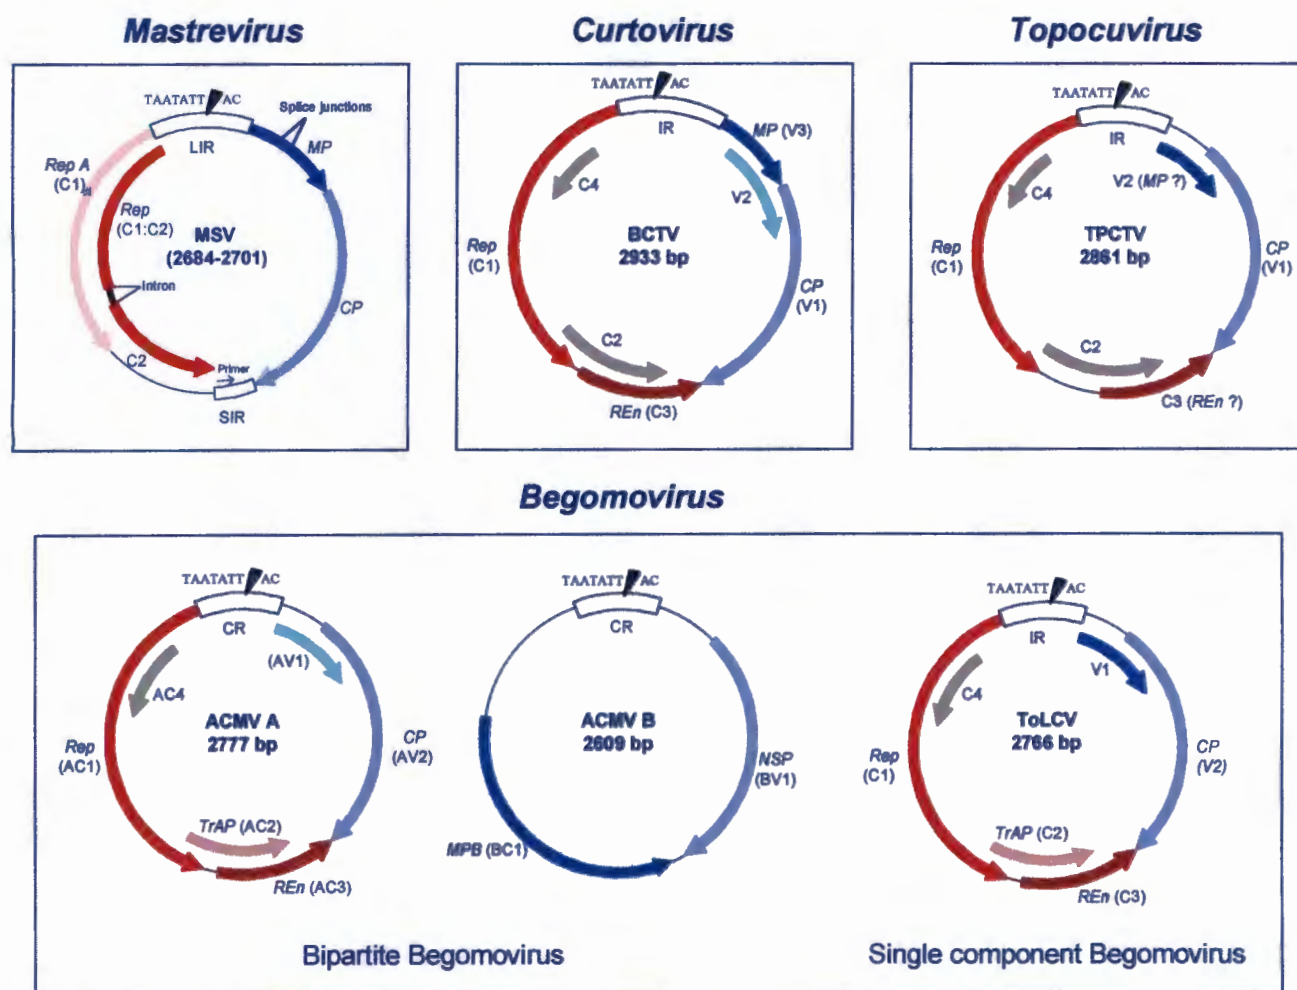 Mastrevirus
Curtovirus
Topocuvirus
TAATATT AC
Splice junctions
LIR
MP
Rep A
(C1)
Rep
(C1:C2)
MSV
(2684-2701)
Intron
CP
C2
Primer
SIR
TAATATT AC
IR
MP (V3)
C4
V2
BCTV
2933 bp
Rep
(C1)
CP
(V1)
C2
REn (C3)
TAATATT AC
IR
V2 (MP ?)
C4
TPCTV
2861 bp
Rep
(C1)
CP
(V1)
C2
C3 (REn ?)
Begomovirus
TAATATT AC
CR
(AV1)
AC4
ACMV A
2777 bp
Rep
(AC1)
CP
(AV2)
TrAP (AC2)
REn (AC3)
TAATATT AC
CR
ACMV B
2609 bp
NSP
(BV1)
MPB (BC1)
TAATATT AC
IR
V1
C4
ToLCV
2766 bp
Rep
(C1)
CP
(V2)
TrAP (C2)
REn (C3)
Bipartite Begomovirus
Single component Begomovirus